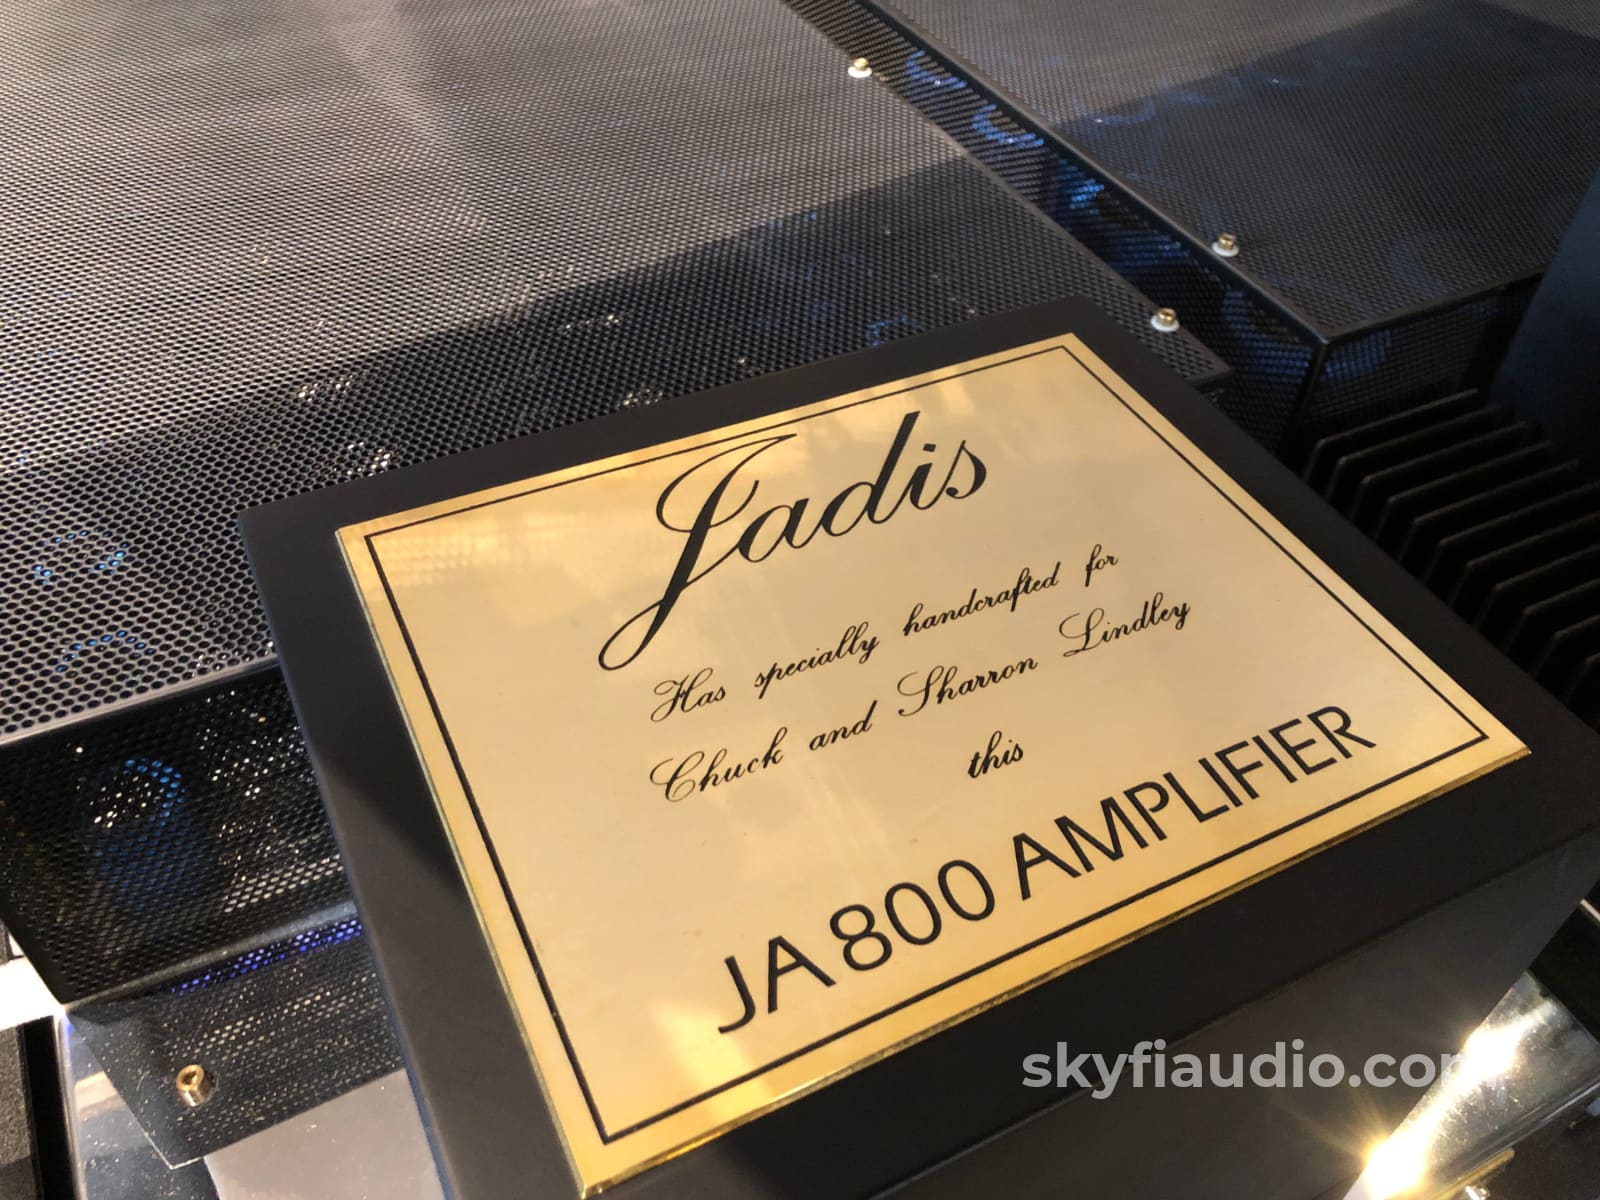 Jadis
Has specially handcrafted for
Chuck and Sharron Lindley
this
JA 800 AMPLIFIER
skyfiaudio.com